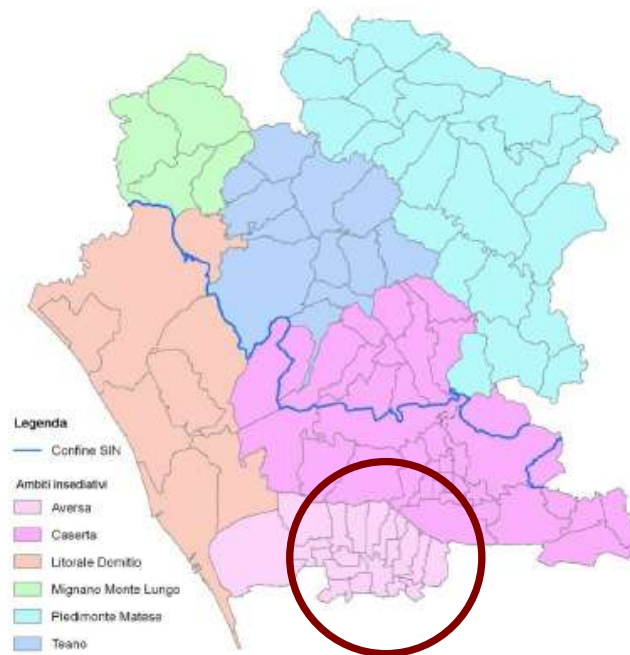 Legenda
Confine SIN
Ambiti insediativi
Aversa
Caserta
Litorale Domitio
Mignano Monte Lungo
Piedimonte Matese
Teano